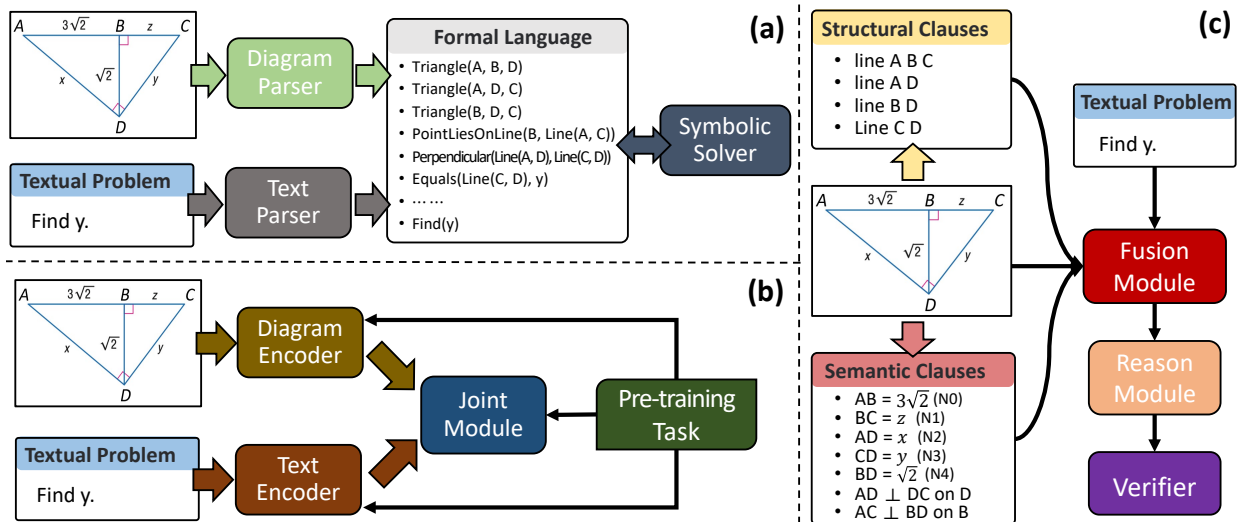 (a)
A 3√2 B z C
x √2 y
D
Diagram
Parser
Textual Problem
Find y.
Text
Parser
Formal Language
• Triangle(A, B, D)
• Triangle(A, D, C)
• Triangle(B, D, C)
• PointLiesOnLine(B, Line(A, C))
• Perpendicular(Line(A, D), Line(C, D))
• Equals(Line(C, D), y)
• ……
• Find(y)
Symbolic
Solver
(b)
A 3√2 B z C
x √2 y
D
Diagram
Encoder
Textual Problem
Find y.
Text
Encoder
Joint
Module
Pre-training
Task
(c)
Structural Clauses
• line A B C
• line A D
• line B D
• Line C D
A 3√2 B z C
x √2 y
D
Semantic Clauses
• AB = 3√2 (N0)
• BC = z (N1)
• AD = x (N2)
• CD = y (N3)
• BD = √2 (N4)
• AD ⊥ DC on D
• AC ⊥ BD on B
Textual Problem
Find y.
Fusion
Module
Reason
Module
Verifier